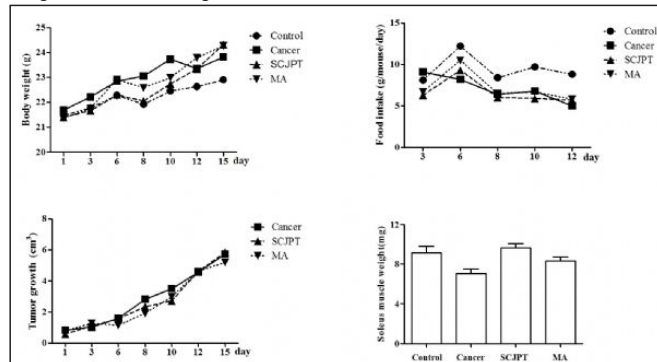 25
24
23
22
21
20
Body weight (g)
1 3 6 8 10 12 15 day
Control
Cancer
SCJPT
MA
15
10
5
0
Food intake (g/mouse/day)
3 6 8 10 12 day
Control
Cancer
SCJPT
MA
8
6
4
2
0
Tumor growth (cm³)
1 3 6 8 10 12 15 day
Cancer
SCJPT
MA
12
8
4
0
Soleus muscle weight(mg)
Control Cancer SCJPT MA